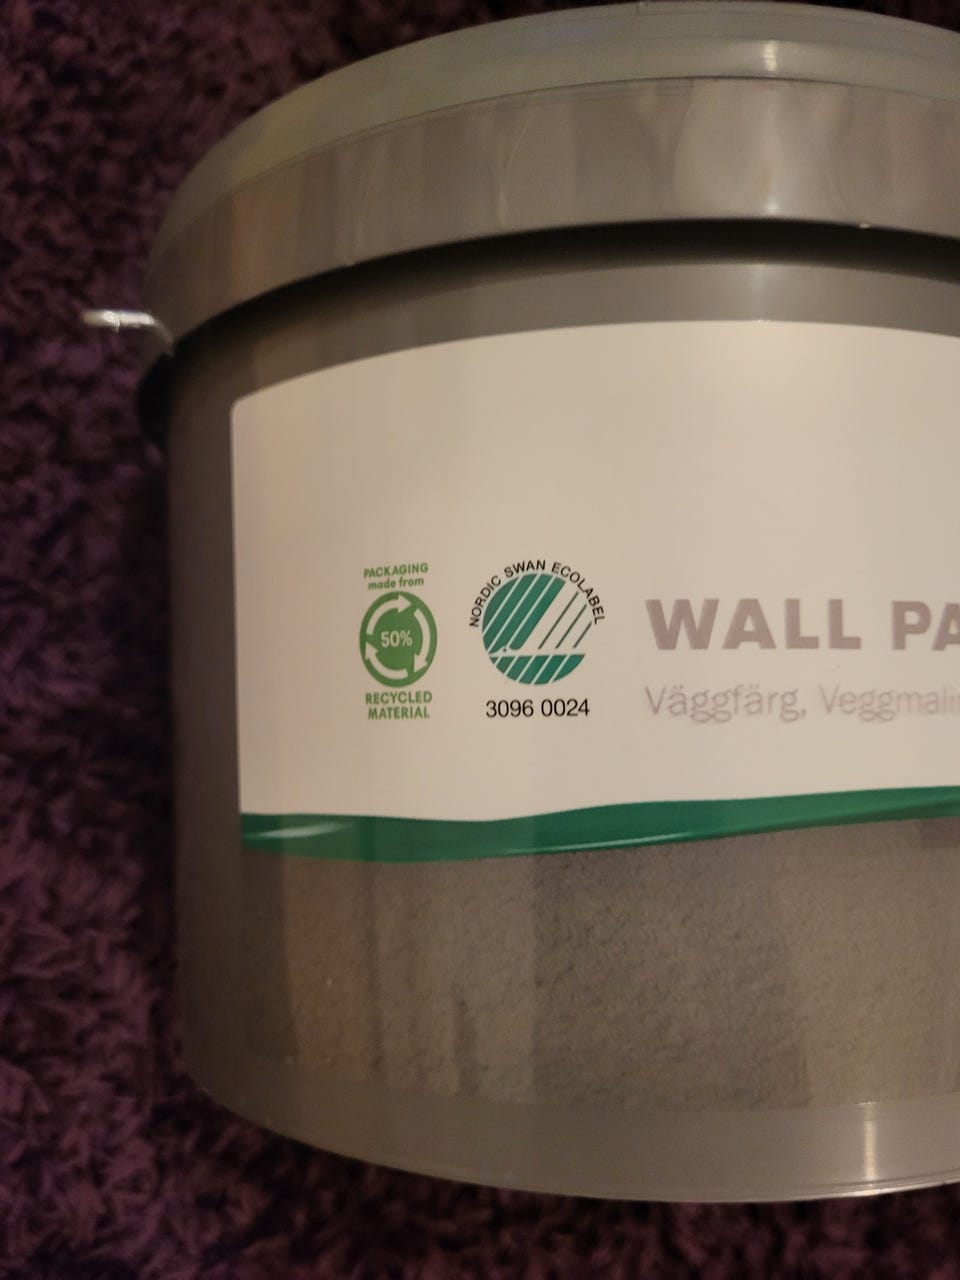 PACKAGING
made from
50%
RECYCLED
MATERIAL
NORDIC SWAN ECOLABEL
3096 0024
WALL PA
Väggfärg, Veggmalin